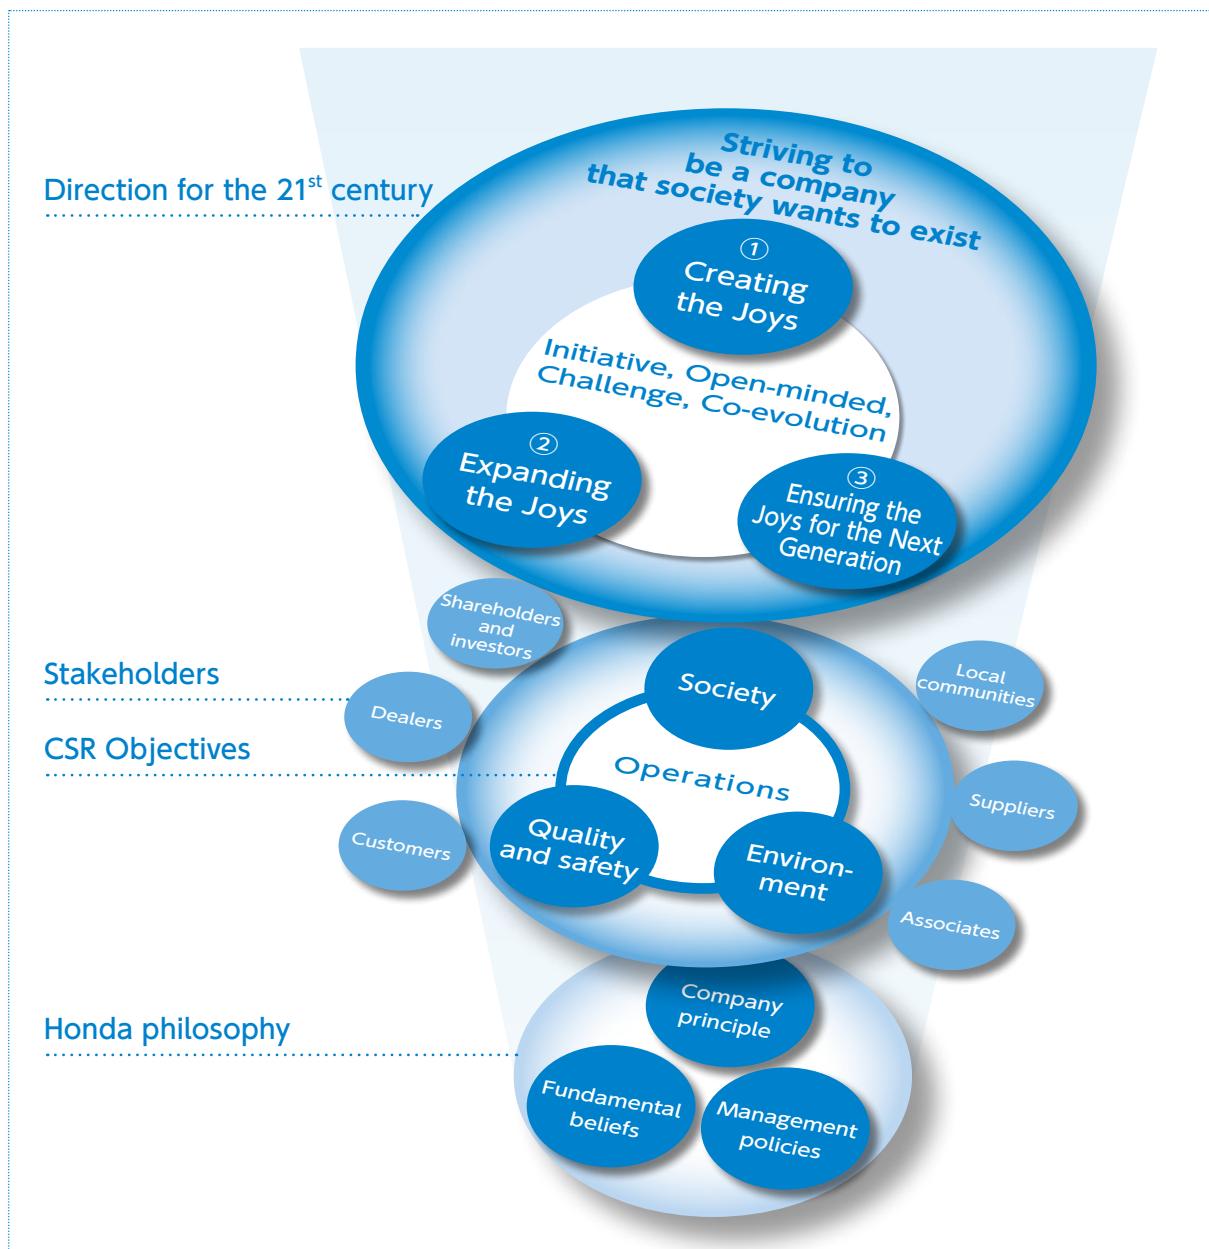 Striving to
be a company
that society wants to exist
Direction for the 21st century
①
Creating
the Joys
Initiative, Open-minded,
Challenge, Co-evolution
②
Expanding
the Joys
③
Ensuring the
Joys for the Next
Generation
Shareholders
and
investors
Stakeholders
Society
Local
communities
Dealers
CSR Objectives
Operations
Suppliers
Customers
Quality
and safety
Environ-
ment
Associates
Honda philosophy
Company
principle
Fundamental
beliefs
Management
policies